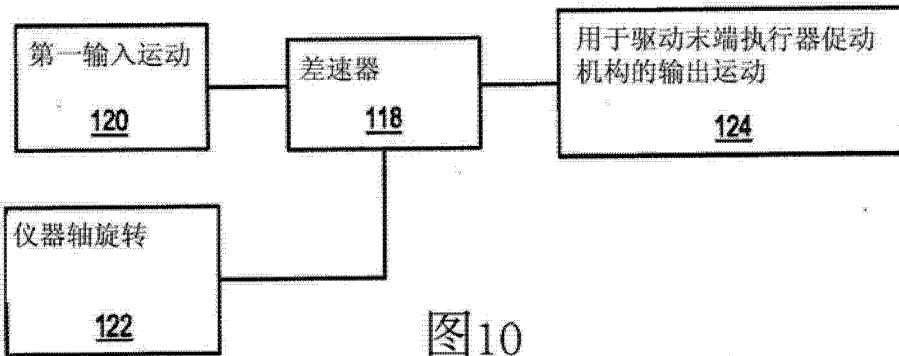 第一输入运动
120
差速器
118
用于驱动末端执行器促动
机构的输出运动
124
仪器轴旋转
122
图10